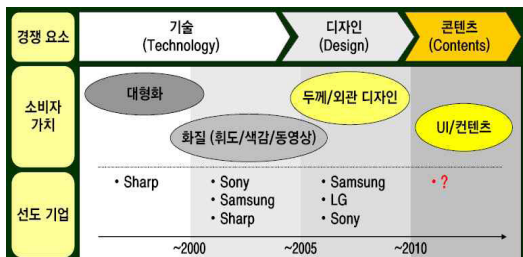 경쟁 요소
기술
(Technology)
디자인
(Design)
콘텐츠
(Contents)
소비자
가치
대형화
화질 (휘도/색감/동영상)
두께/외관 디자인
UI/컨텐츠
선도 기업
• Sharp
• Sony
• Samsung
• Sharp
• Samsung
• LG
• Sony
• ?
~2000
~2005
~2010